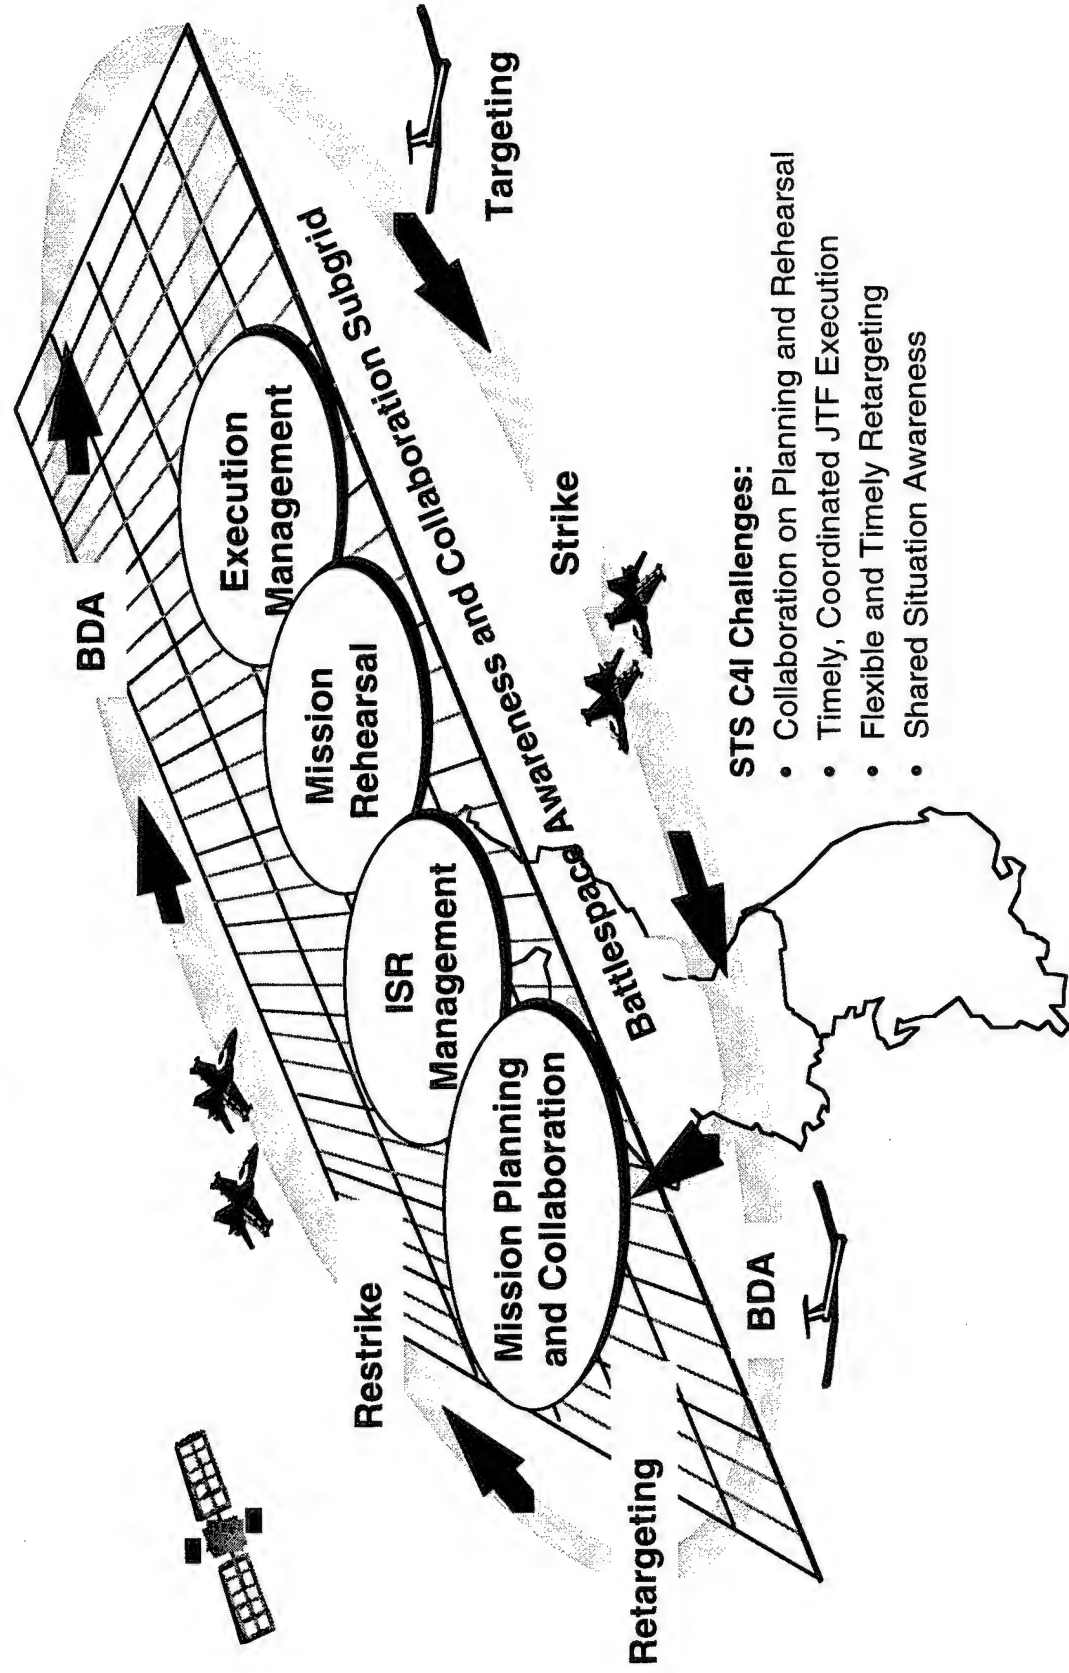 BDA
Restrike
Execution
Management
Mission
Rehearsal
ISR
Management
Mission Planning
and Collaboration
Battlespace Awareness and Collaboration Subgrid
Retargeting
Targeting
Strike
BDA
STS C4I Challenges:
• Collaboration on Planning and Rehearsal
• Timely, Coordinated JTF Execution
• Flexible and Timely Retargeting
• Shared Situation Awareness